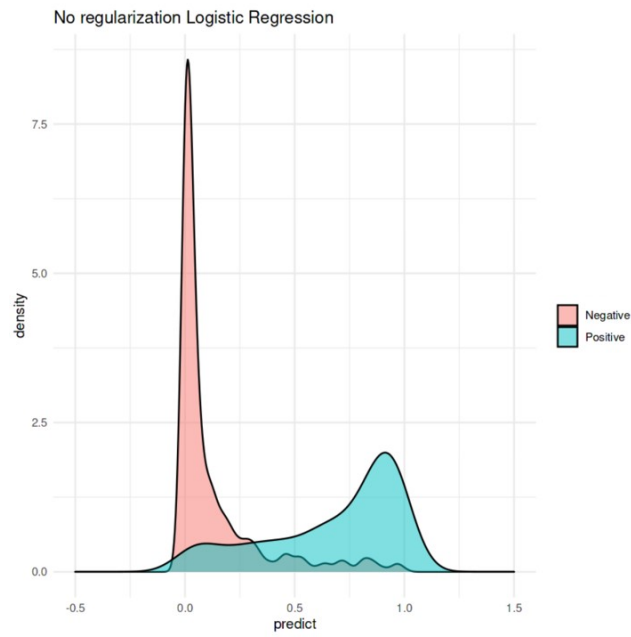 No regularization Logistic Regression
7.5
5.0
2.5
0.0
density
-0.5 0.0 0.5 1.0 1.5
predict
Negative
Positive